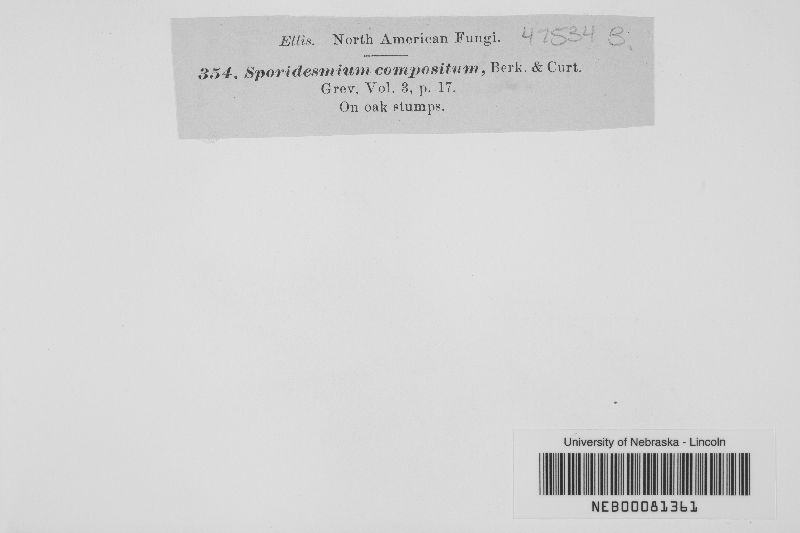 Ellis. North American Fungi. 47534 B.
354. Sporidesmium compositum, Berk. & Curt.
Grev. Vol. 3, p. 17.
On oak stumps.
University of Nebraska - Lincoln
NEB00081361